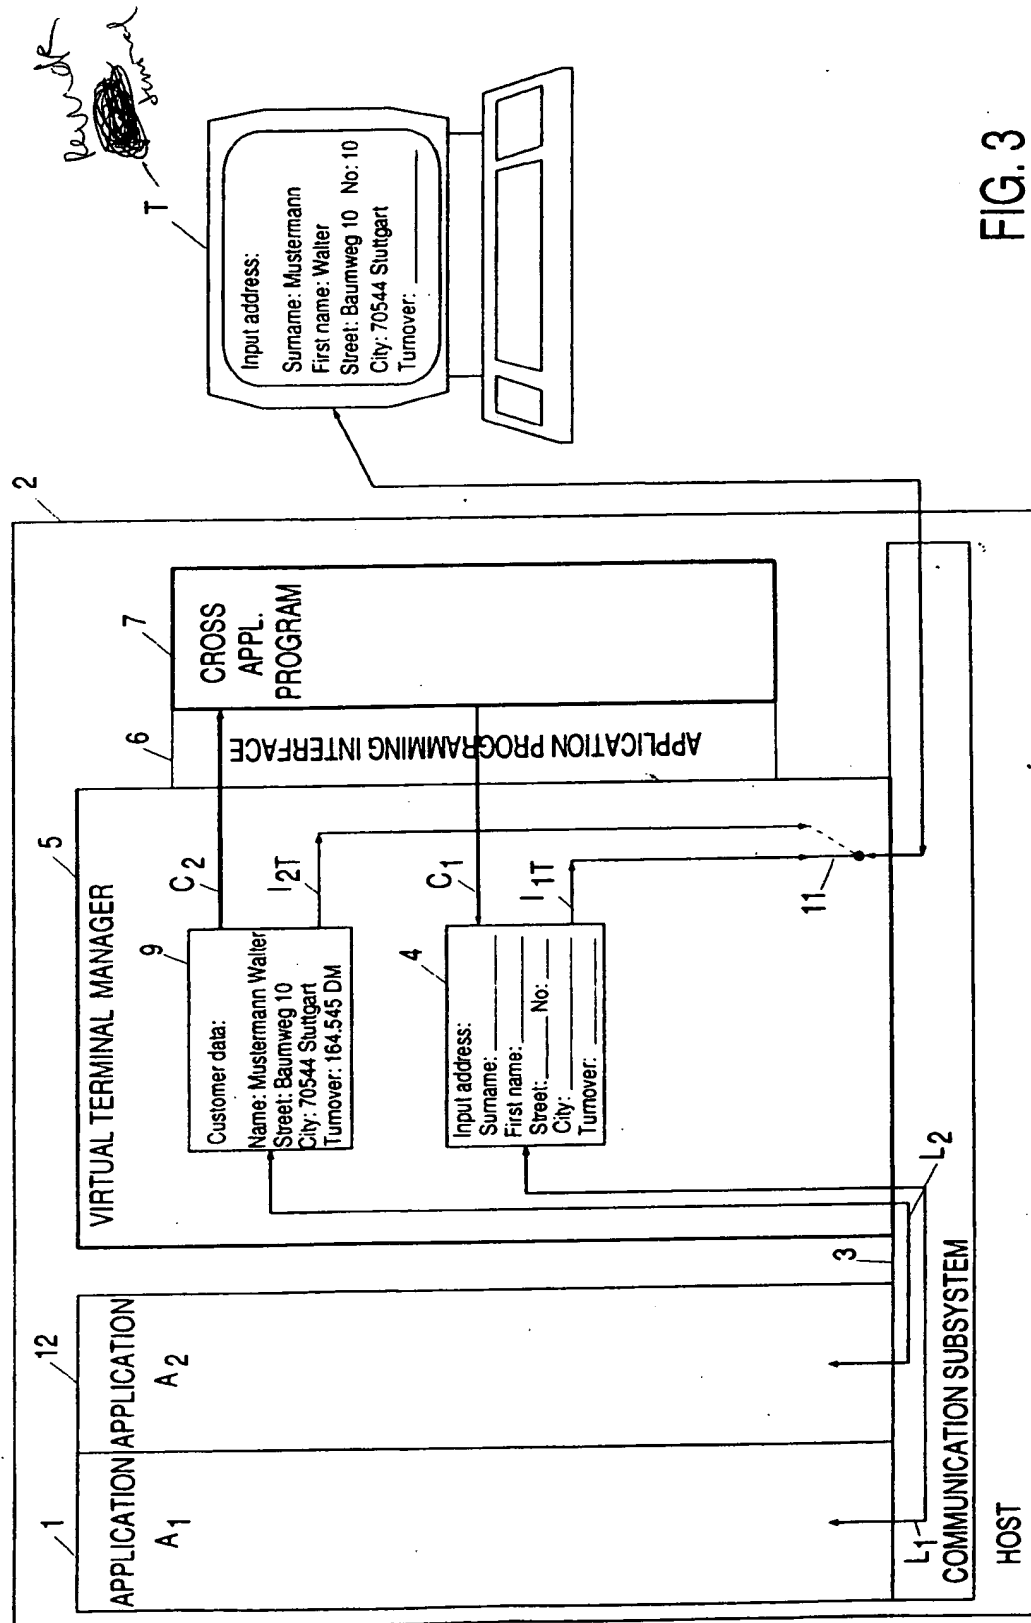 2
1
12
5
6
7
T
APPLICATION
A1
APPLICATION
A2
VIRTUAL TERMINAL MANAGER
9
Customer data:
Name: Mustermann Walter
Street: Baumweg 10
City: 70544 Stuttgart
Turnover: 164.545 DM
C2
I2T
4
Input address:
Surname:
First name:
Street: No:
City:
Turnover:
C1
I1T
11
APPLICATION PROGRAMMING INTERFACE
CROSS
APPL.
PROGRAM
Input address:
Surname: Mustermann
First name: Walter
Street: Baumweg 10 No: 10
City: 70544 Stuttgart
Turnover:
3
L1
L2
COMMUNICATION SUBSYSTEM
HOST
FIG. 3